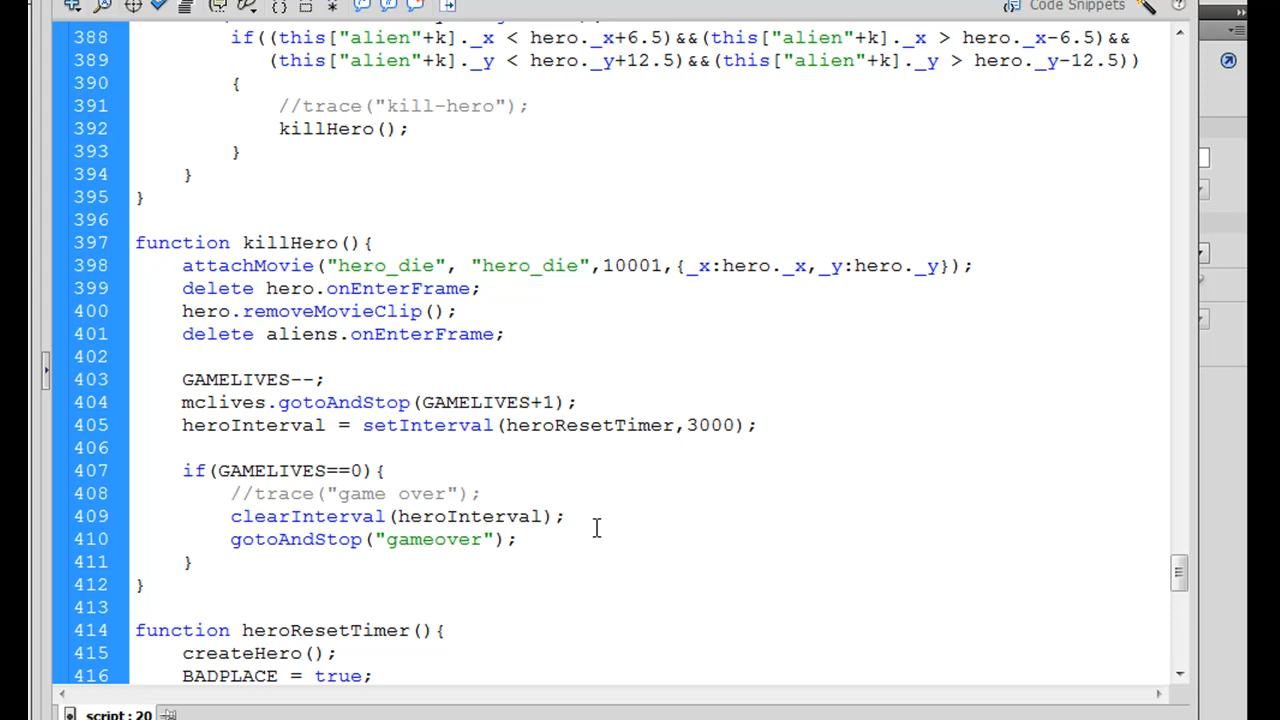 Code Snippets
388 if((this["alien"+k]._x < hero._x+6.5)&&(this["alien"+k]._x > hero._x-6.5)&&
389 (this["alien"+k]._y < hero._y+12.5)&&(this["alien"+k]._y > hero._y-12.5))
390 {
391 //trace("kill-hero");
392 killHero();
393 }
394 }
395 }
396
397 function killHero(){
398 attachMovie("hero_die", "hero_die",10001,{_x:hero._x,_y:hero._y});
399 delete hero.onEnterFrame;
400 hero.removeMovieClip();
401 delete aliens.onEnterFrame;
402
403 GAMELIVES--;
404 mclives.gotoAndStop(GAMELIVES+1);
405 heroInterval = setInterval(heroResetTimer,3000);
406
407 if(GAMELIVES==0){
408 //trace("game over");
409 clearInterval(heroInterval);
410 gotoAndStop("gameover");
411 }
412 }
413
414 function heroResetTimer(){
415 createHero();
416 BADPLACE = true;
script : 20